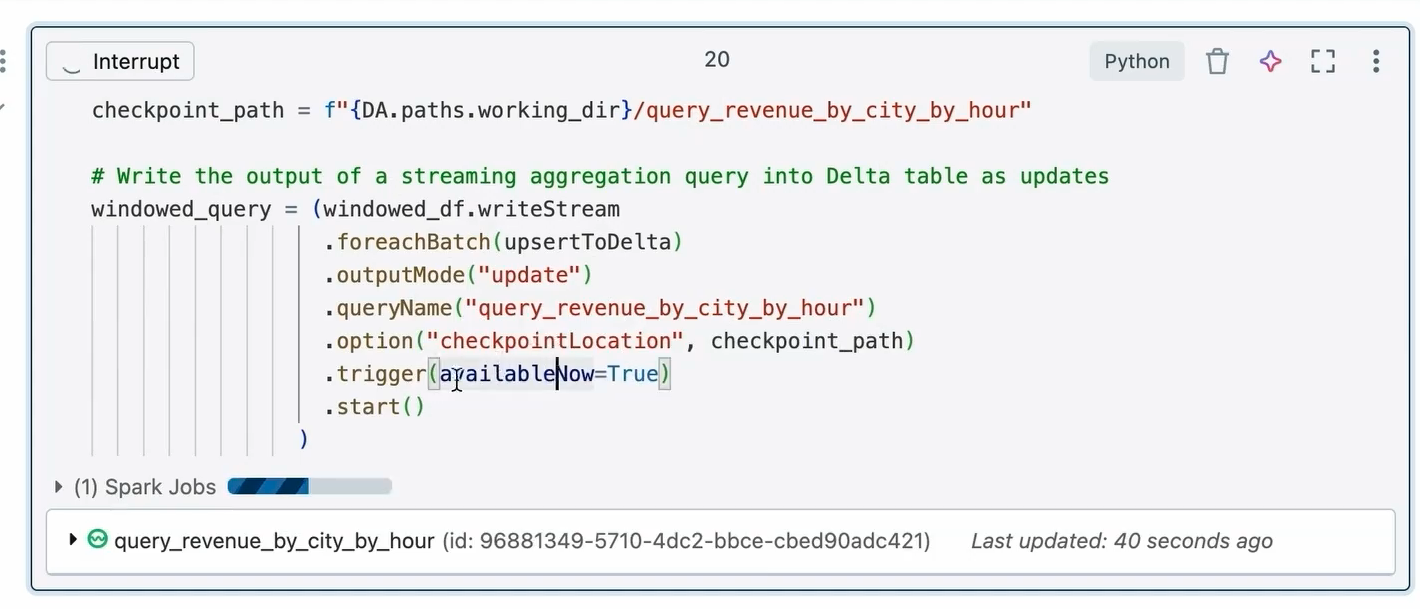 Interrupt 20 Python
checkpoint_path = f"{DA.paths.working_dir}/query_revenue_by_city_by_hour"
# Write the output of a streaming aggregation query into Delta table as updates
windowed_query = (windowed_df.writeStream
.foreachBatch(upsertToDelta)
.outputMode("update")
.queryName("query_revenue_by_city_by_hour")
.option("checkpointLocation", checkpoint_path)
.trigger(availableNow=True)
.start()
)
(1) Spark Jobs
query_revenue_by_city_by_hour (id: 96881349-5710-4dc2-bbce-cbed90adc421) Last updated: 40 seconds ago